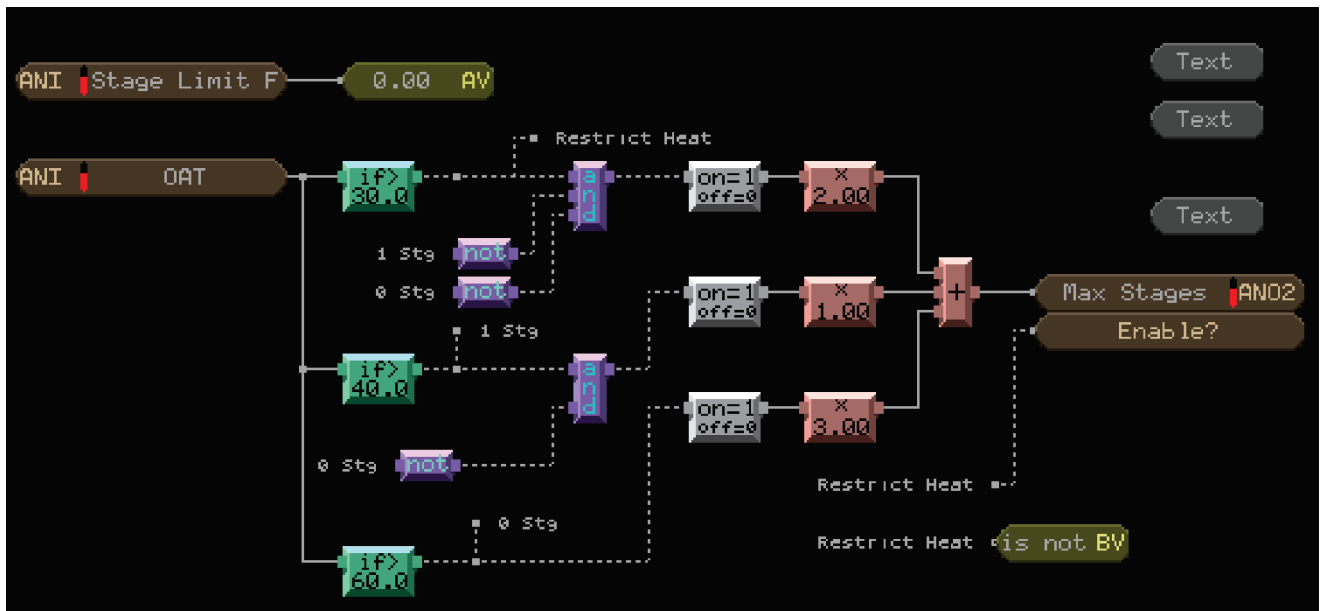 Text
ANI Stage Limit F 0.00 AV
Text
Restrict Heat
ANI OAT
if> 30.0
and
on=1 off=0
x 2.00
Text
1 Stg not
0 Stg not
on=1 off=0
x 1.00
+
Max Stages ANO2
Enable?
1 Stg
if> 40.0
and
on=1 off=0
x 3.00
0 Stg not
Restrict Heat
0 Stg
Restrict Heat is not BV
if> 60.0